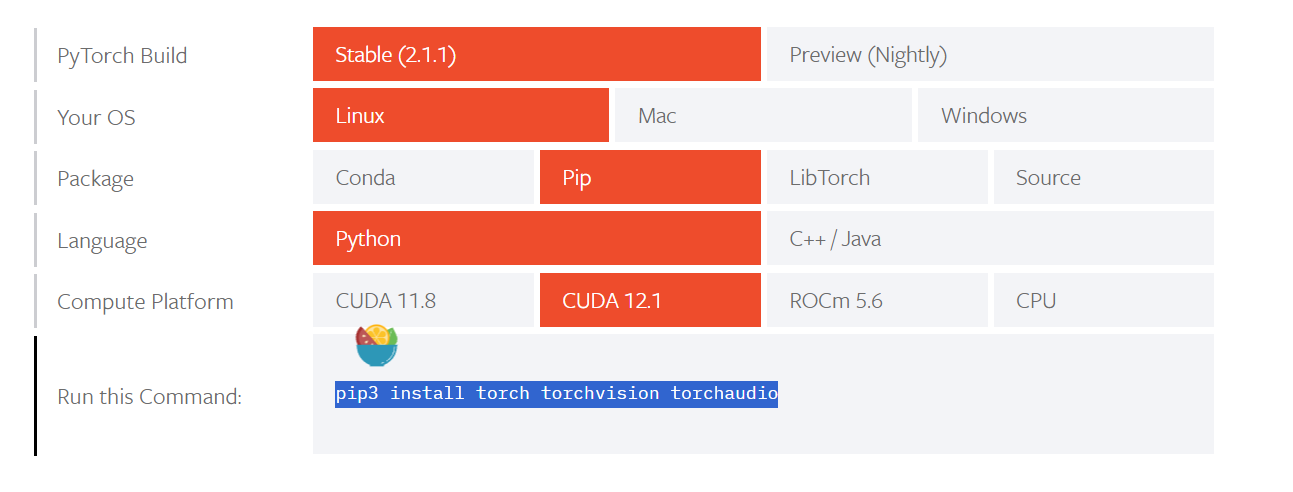 PyTorch Build Stable (2.1.1) Preview (Nightly)
Your OS Linux Mac Windows
Package Conda Pip LibTorch Source
Language Python C++ / Java
Compute Platform CUDA 11.8 CUDA 12.1 ROCm 5.6 CPU
Run this Command: pip3 install torch torchvision torchaudio